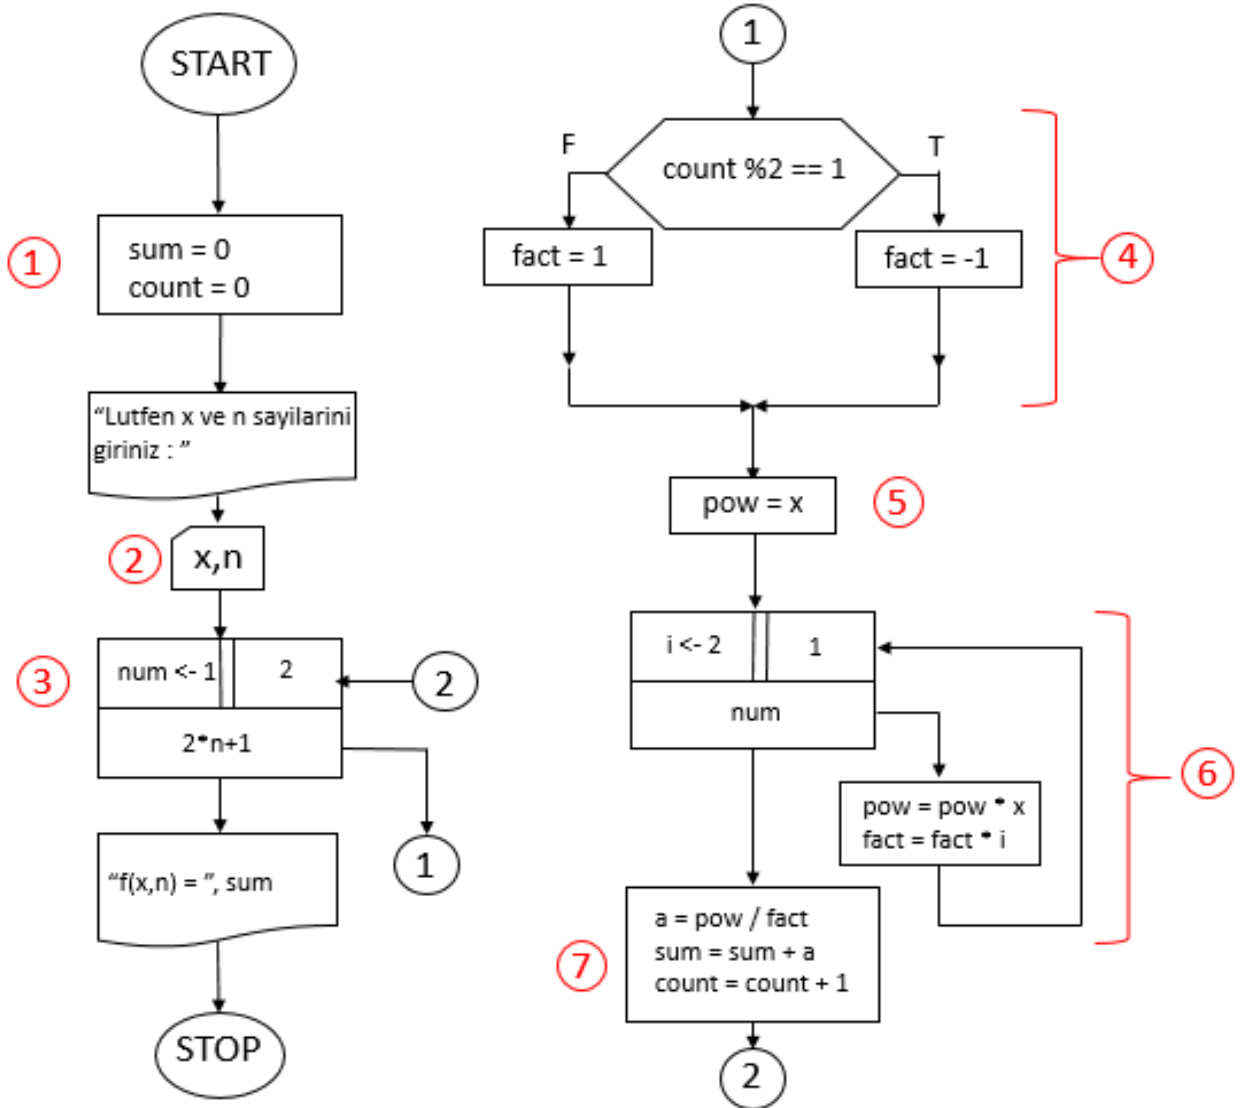 START
1
sum = 0
count = 0
“Lutfen x ve n sayilarini
giriniz : ”
2
x,n
3
num <- 1
2
2
2*n+1
1
“f(x,n) = ”, sum
STOP
1
F
count %2 == 1
T
fact = 1
fact = -1
4
pow = x
5
i <- 2
1
num
6
pow = pow * x
fact = fact * i
7
a = pow / fact
sum = sum + a
count = count + 1
2